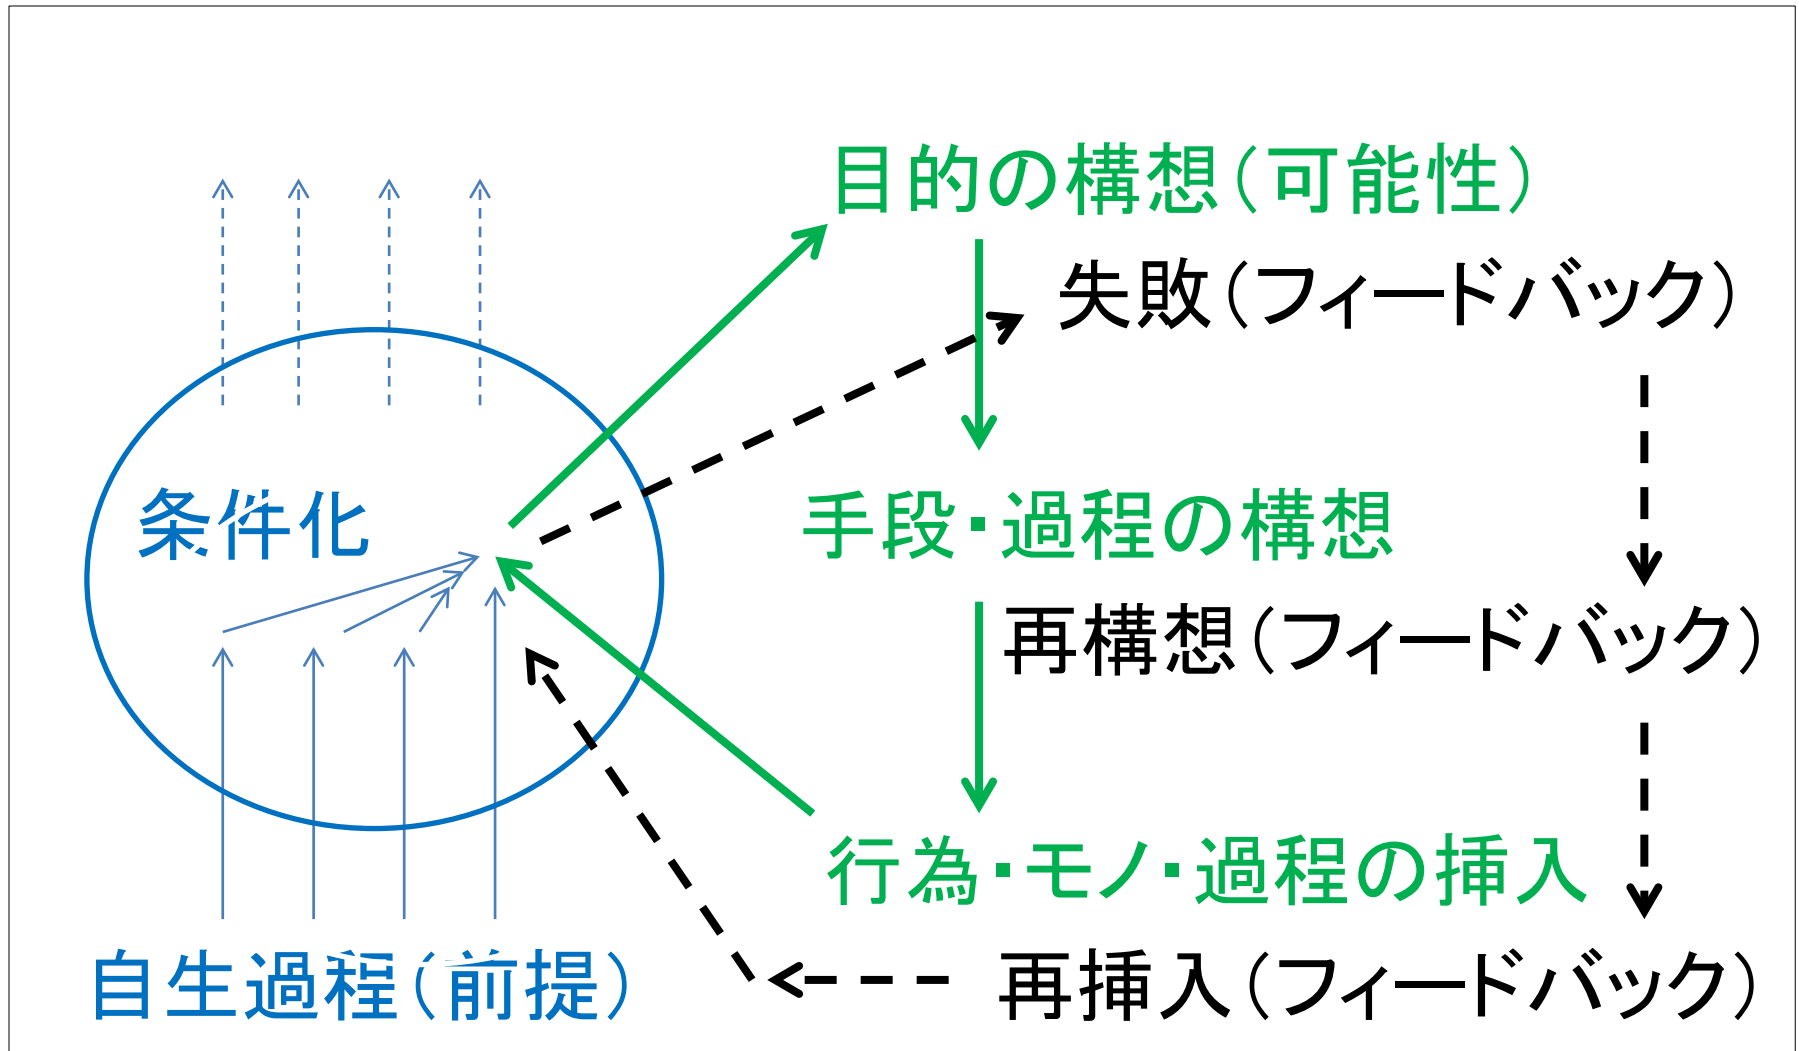 目的の構想(可能性)
失敗(フィードバック)
条件化
手段・過程の構想
再構想(フィードバック)
行為・モノ・過程の挿入
自生過程(前提)
再挿入(フィードバック)